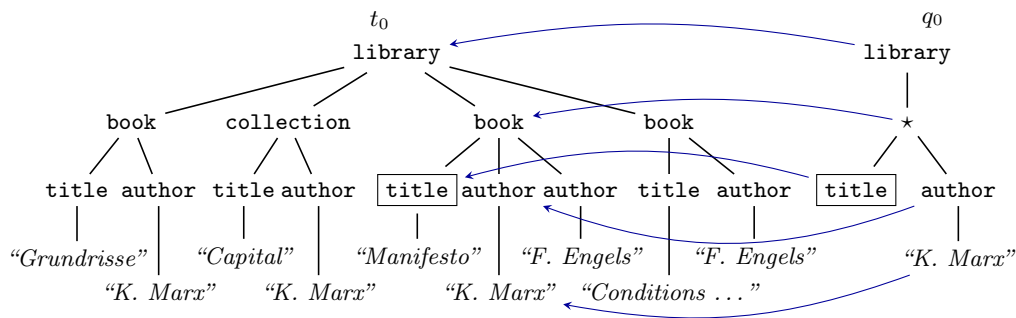 t₀ q₀
library library
book collection book book ⋆
title author title author title author author title author title author
“Grundrisse” “Capital” “Manifesto” “F. Engels” “F. Engels” “K. Marx”
“K. Marx” “K. Marx” “K. Marx” “Conditions ...”